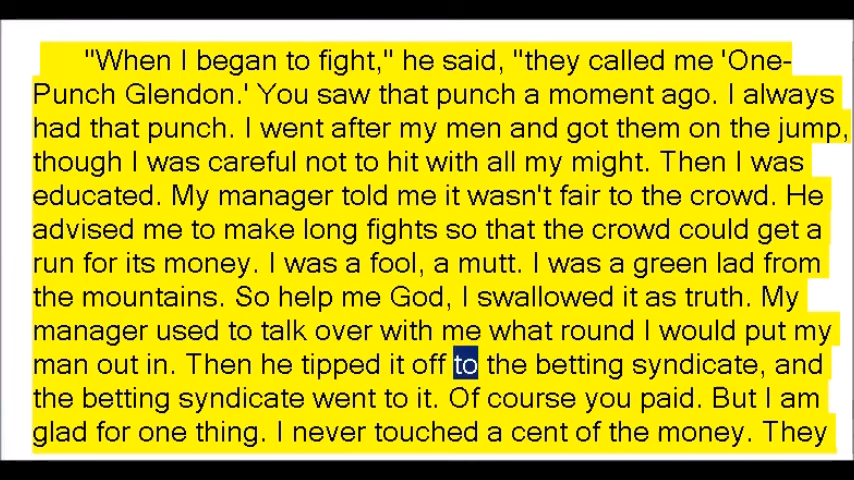 "When I began to fight," he said, "they called me 'One-
Punch Glendon.' You saw that punch a moment ago. I always
had that punch. I went after my men and got them on the jump,
though I was careful not to hit with all my might. Then I was
educated. My manager told me it wasn't fair to the crowd. He
advised me to make long fights so that the crowd could get a
run for its money. I was a fool, a mutt. I was a green lad from
the mountains. So help me God, I swallowed it as truth. My
manager used to talk over with me what round I would put my
man out in. Then he tipped it off to the betting syndicate, and
the betting syndicate went to it. Of course you paid. But I am
glad for one thing. I never touched a cent of the money. They